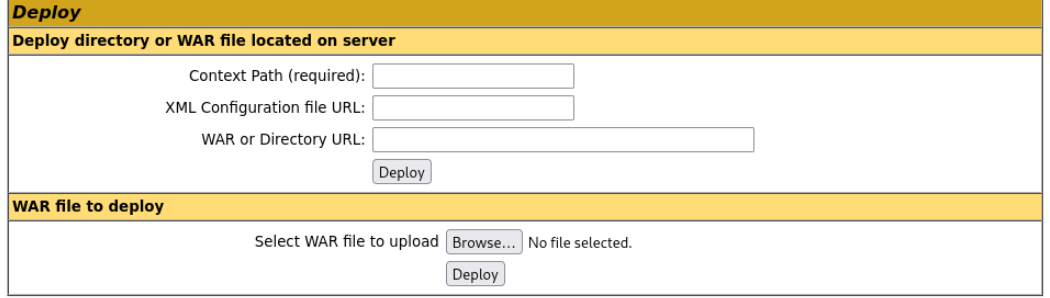 Deploy
Deploy directory or WAR file located on server
Context Path (required):
XML Configuration file URL:
WAR or Directory URL:
Deploy
WAR file to deploy
Select WAR file to upload Browse... No file selected.
Deploy